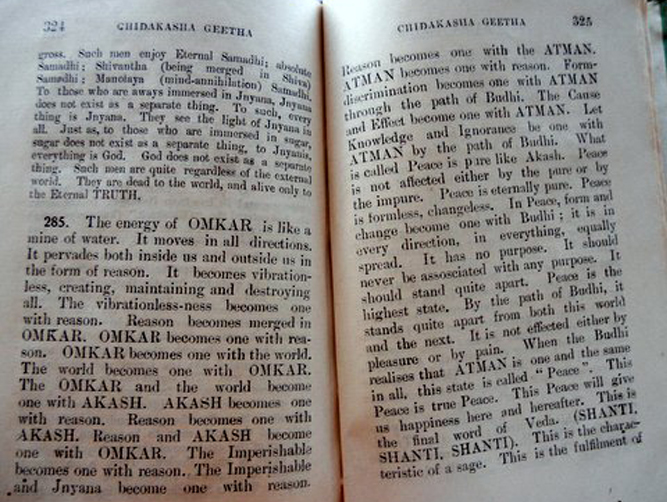 324 CHIDAKASHA GEETHA
gross. Such men enjoy Eternal Samadhi; absolute
Samadhi; Shivantha (being merged in Shiva)
Samadhi; Manolaya (mind-annihilation) Samadhi.
To those who are aways immersed in Jnyana, Jnyana
does not exist as a separate thing. To such, every
thing is Jnyana. They see the light of Jnyana in
all. Just as, to those who are immersed in sugar,
sugar does not exist as a separate thing, to Jnyanis,
everything is God. God does not exist as a separate
thing. Such men are quite regardless of the external
world. They are dead to the world, and alive only to
the Eternal TRUTH.
285. The energy of OMKAR is like a
mine of water. It moves in all directions.
It pervades both inside us and outside us in
the form of reason. It becomes vibration-
less, creating, maintaining and destroying
all. The vibrationless-ness becomes one
with reason. Reason becomes merged in
OMKAR. OMKAR becomes one with rea-
son. OMKAR becomes one with the world.
The world becomes one with OMKAR.
The OMKAR and the world become
one with AKASH. AKASH becomes one
with reason. Reason becomes one with
AKASH. Reason and AKASH become
one with OMKAR. The Imperishable
becomes one with reason. The Imperishable
and Jnyana become one with reason.
CHIDAKASHA GEETHA 325
Reason becomes one with the ATMAN.
ATMAN becomes one with reason. Form-
discrimination becomes one with ATMAN
through the path of Budhi. The Cause
and Effect become one with ATMAN. Let
Knowledge and Ignorance be one with
ATMAN by the path of Budhi. What
is called Peace is pure like Akash. Peace
is not affected either by the pure or by
the impure. Peace is eternally pure. Peace
is formless, changeless. In Peace, form and
change become one with Budhi; it is in
every direction, in everything, equally
spread. It has no purpose. It should
never be assosciated with any purpose. It
should stand quite apart. Peace is the
highest state. By the path of Budhi, it
stands quite apart from both this world
and the next. It is not effected either by
pleasure or by pain. When the Budhi
realises that ATMAN is one and the same
in all, this state is called "Peace". This
Peace is true Peace. This Peace will give
us happiness here and hereafter. This is
the final word of Veda. (SHANTI,
SHANTI, SHANTI). This is the charac-
teristic of a sage. This is the fulfilment of